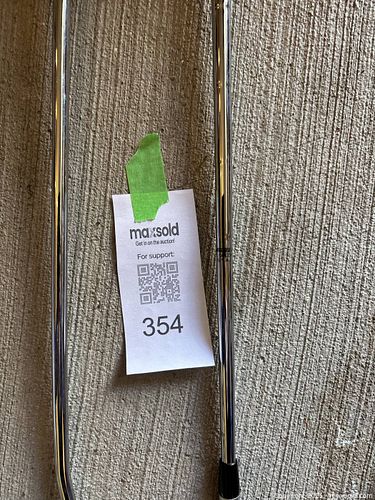 maxsold
Get in on the auction!
For support:
354